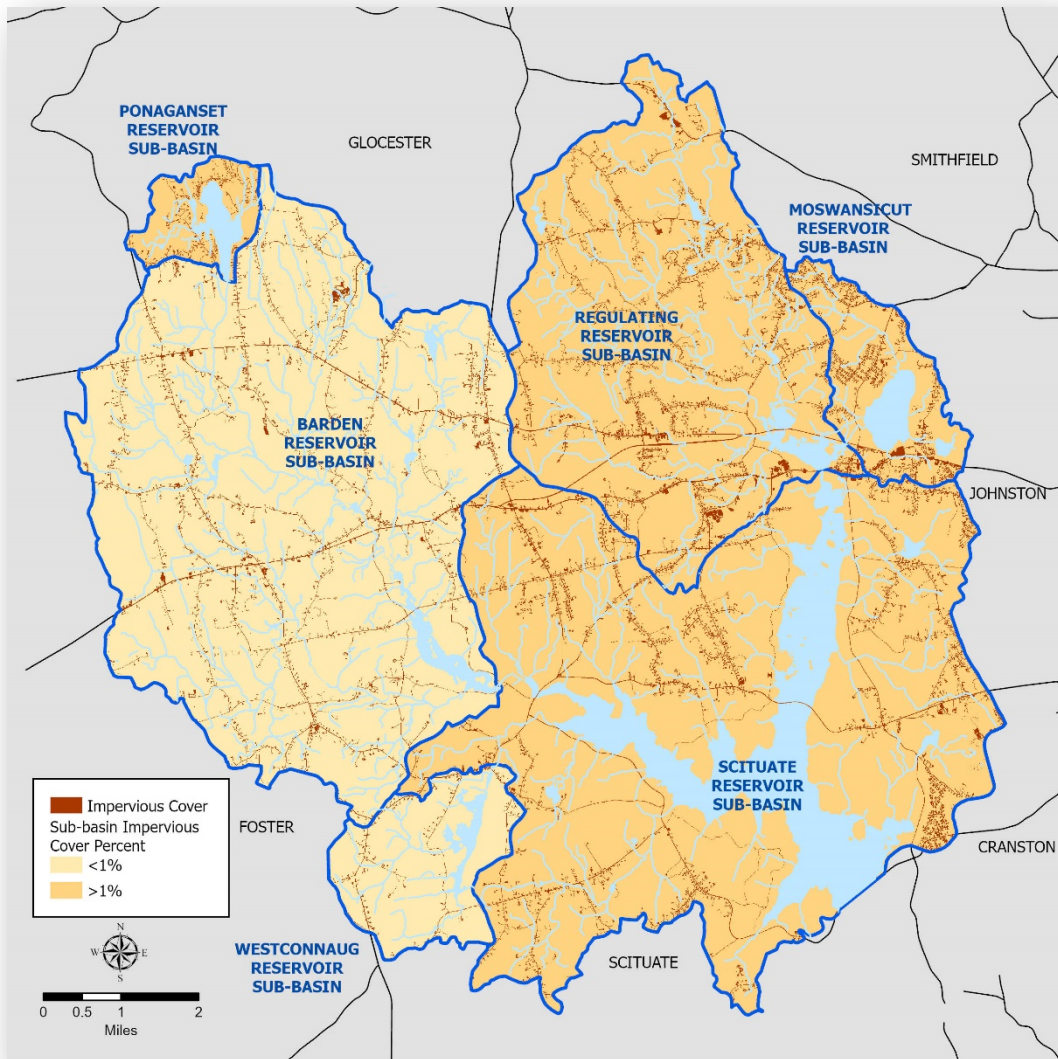 PONAGANSET
RESERVOIR
SUB-BASIN
GLOCESTER
SMITHFIELD
MOSWANSICUT
RESERVOIR
SUB-BASIN
REGULATING
RESERVOIR
SUB-BASIN
BARDEN
RESERVOIR
SUB-BASIN
JOHNSTON
SCITUATE
RESERVOIR
SUB-BASIN
Impervious Cover
Sub-basin Impervious
Cover Percent
<1%
>1%
FOSTER
CRANSTON
WESTCONNAUG
RESERVOIR
SUB-BASIN
SCITUATE
N
W E
S
0 0.5 1 2
Miles